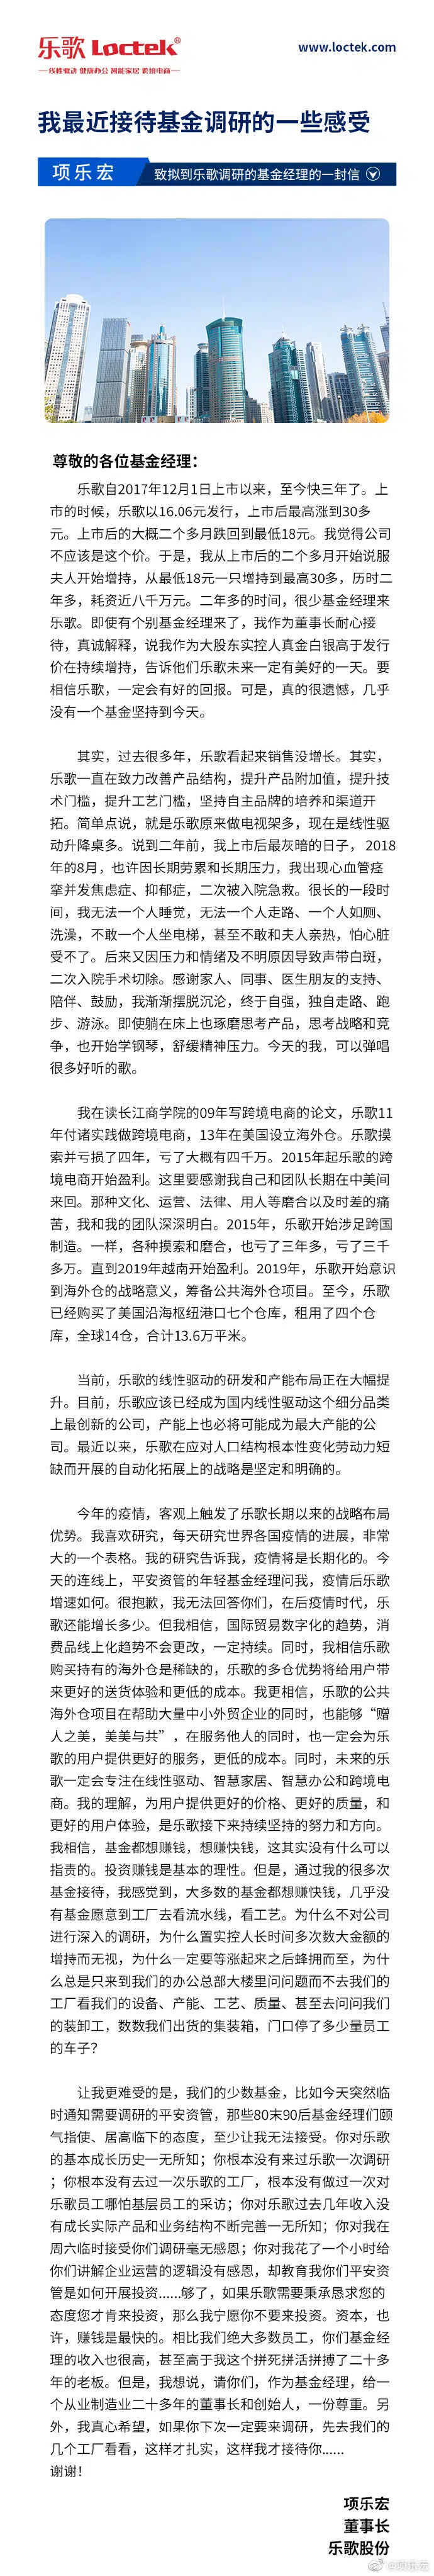 乐歌 Loctek®
线性驱动 健康办公 智能家居 跨境电商
www.loctek.com
我最近接待基金调研的一些感受
项乐宏
致拟到乐歌调研的基金经理的一封信
尊敬的各位基金经理：
乐歌自2017年12月1日上市以来，至今快三年了。上
市的时候，乐歌以16.06元发行，上市后最高涨到30多
元。上市后的大概二个多月跌回到最低18元。我觉得公司
不应该是这个价。于是，我从上市后的二个多月开始说服
夫人开始增持，从最低18元一只增持到最高30多，历时二
年多，耗资近八千万元。二年多的时间，很少基金经理来
乐歌。即使有个别基金经理来了，我作为董事长耐心接
待，真诚解释，说我作为大股东实控人真金白银高于发行
价在持续增持，告诉他们乐歌未来一定有美好的一天。要
相信乐歌，一定会有好的回报。可是，真的很遗憾，几乎
没有一个基金坚持到今天。
其实，过去很多年，乐歌看起来销售没增长。其实，
乐歌一直在致力改善产品结构，提升产品附加值，提升技
术门槛，提升工艺门槛，坚持自主品牌的培养和渠道开
拓。简单点说，就是乐歌原来做电视架多，现在是线性驱
动升降桌多。说到二年前，我上市后最灰暗的日子， 2018
年的8月，也许因长期劳累和长期压力，我出现心血管痉
挛并发焦虑症、抑郁症，二次被入院急救。很长的一段时
间，我无法一个人睡觉，无法一个人走路、一个人如厕、
洗澡，不敢一个人坐电梯，甚至不敢和夫人亲热，怕心脏
受不了。后来又因压力和情绪及不明原因导致声带白斑，
二次入院手术切除。感谢家人、同事、医生朋友的支持、
陪伴、鼓励，我渐渐摆脱沉沦，终于自强，独自走路、跑
步、游泳。即使躺在床上也琢磨思考产品，思考战略和竞
争，也开始学钢琴，舒缓精神压力。今天的我，可以弹唱
很多好听的歌。
我在读长江商学院的09年写跨境电商的论文，乐歌11
年付诸实践做跨境电商，13年在美国设立海外仓。乐歌摸
索并亏损了四年，亏了大概有四千万。2015年起乐歌的跨
境电商开始盈利。这里要感谢我自己和团队长期在中美间
来回。那种文化、运营、法律、用人等磨合以及时差的痛
苦，我和我的团队深深明白。2015年，乐歌开始涉足跨国
制造。一样，各种摸索和磨合，也亏了三年多，亏了三千
多万。直到2019年越南开始盈利。2019年，乐歌开始意识
到海外仓的战略意义，筹备公共海外仓项目。至今，乐歌
已经购买了美国沿海枢纽港口七个仓库，租用了四个仓
库，全球14仓，合计13.6万平米。
当前，乐歌的线性驱动的研发和产能布局正在大幅提
升。目前，乐歌应该已经成为国内线性驱动这个细分品类
上最创新的公司，产能上也必将可能成为最大产能的公
司。最近以来，乐歌在应对人口结构根本性变化劳动力短
缺而开展的自动化拓展上的战略是坚定和明确的。
今年的疫情，客观上触发了乐歌长期以来的战略布局
优势。我喜欢研究，每天研究世界各国疫情的进展，非常
大的一个表格。我的研究告诉我，疫情将是长期化的。今
天的连线上，平安资管的年轻基金经理问我，疫情后乐歌
增速如何。很抱歉，我无法回答你们，在后疫情时代，乐
歌还能增长多少。但我相信，国际贸易数字化的趋势，消
费品线上化趋势不会更改，一定持续。同时，我相信乐歌
购买持有的海外仓是稀缺的，乐歌的多仓优势将给用户带
来更好的送货体验和更低的成本。我更相信，乐歌的公共
海外仓项目在帮助大量中小外贸企业的同时，也能够“赠
人之美，美美与共”，在服务他人的同时，也一定会为乐
歌的用户提供更好的服务，更低的成本。同时，未来的乐
歌一定会专注在线性驱动、智慧家居、智慧办公和跨境电
商。我的理解，为用户提供更好的价格、更好的质量，和
更好的用户体验，是乐歌接下来持续坚持的努力和方向。
我相信，基金都想赚钱，想赚快钱，这其实没有什么可以
指责的。投资赚钱是基本的理性。但是，通过我的很多次
基金接待，我感觉到，大多数的基金都想赚快钱，几乎没
有基金愿意到工厂去看流水线，看工艺。为什么不对公司
进行深入的调研，为什么置实控人长时间多次数大金额的
增持而无视，为什么一定要等涨起来之后蜂拥而至，为什
么总是只来到我们的办公总部大楼里问问题而不去我们的
工厂看我们的设备、产能、工艺、质量、甚至去问问我们
的装卸工，数数我们出货的集装箱，门口停了多少量员工
的车子？
让我更难受的是，我们的少数基金，比如今天突然临
时通知需要调研的平安资管，那些80末90后基金经理们颐
气指使、居高临下的态度，至少让我无法接受。你对乐歌
的基本成长历史一无所知；你根本没有来过乐歌一次调研
；你根本没有去过一次乐歌的工厂，根本没有做过一次对
乐歌员工哪怕基层员工的采访；你对乐歌过去几年收入没
有成长实际产品和业务结构不断完善一无所知；你对我在
周六临时接受你们调研毫无感恩；你对我花了一个小时给
你们讲解企业运营的逻辑没有感恩，却教育我你们平安资
管是如何开展投资......够了，如果乐歌需要秉承恳求您的
态度您才肯来投资，那么我宁愿你不要来投资。资本，也
许，赚钱是最快的。相比我们绝大多数员工，你们基金经
理的收入也很高，甚至高于我这个拼死拼活拼搏了二十多
年的老板。但是，我想说，请你们，作为基金经理，给一
个从业制造业二十多年的董事长和创始人，一份尊重。另
外，我真心希望，如果你下次一定要来调研，先去我们的
几个工厂看看，这样才扎实，这样我才接待你......
谢谢！
项乐宏
董事长
乐歌股份
@项乐宏